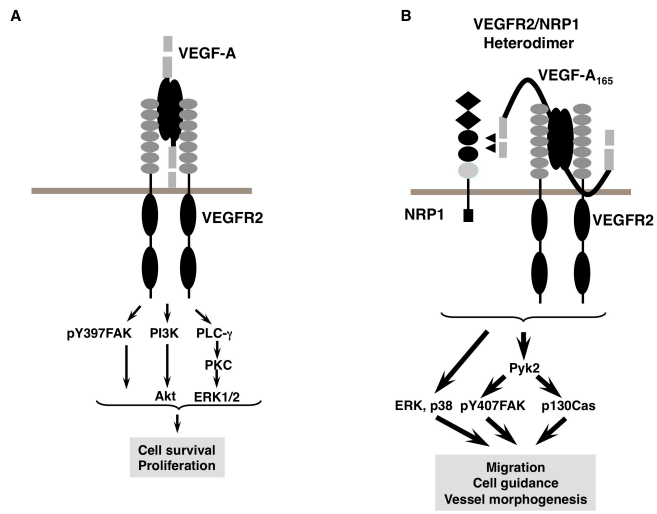 A
VEGF-A
VEGFR2
pY397FAK PI3K PLC-γ
PKC
Akt ERK1/2
Cell survival
Proliferation
B
VEGFR2/NRP1
Heterodimer
VEGF-A165
NRP1
VEGFR2
Pyk2
ERK, p38 pY407FAK p130Cas
Migration
Cell guidance
Vessel morphogenesis